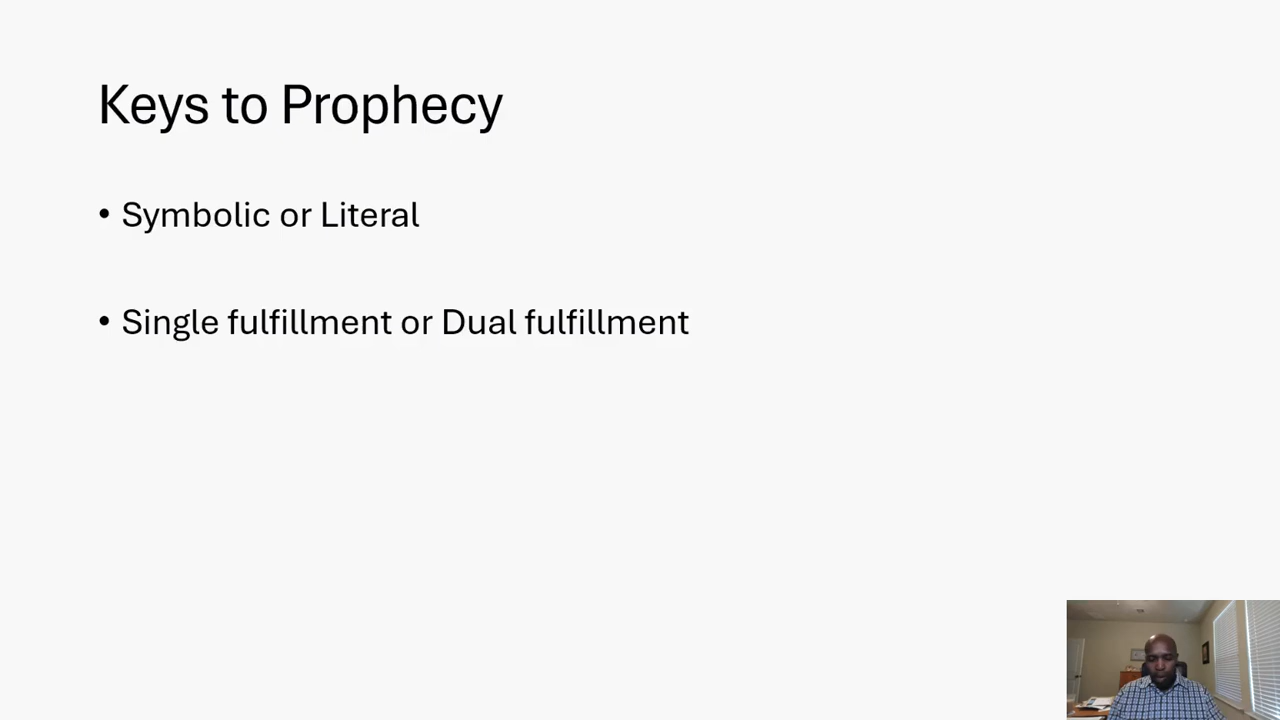 Keys to Prophecy
• Symbolic or Literal
• Single fulfillment or Dual fulfillment